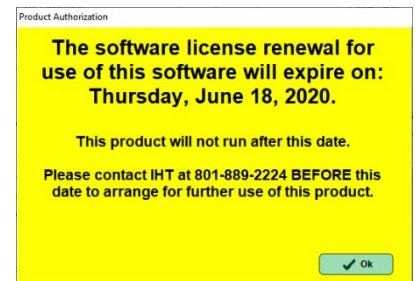 Product Authorization
The software license renewal for
use of this software will expire on:
Thursday, June 18, 2020.
This product will not run after this date.
Please contact IHT at 801-889-2224 BEFORE this
date to arrange for further use of this product.
Ok